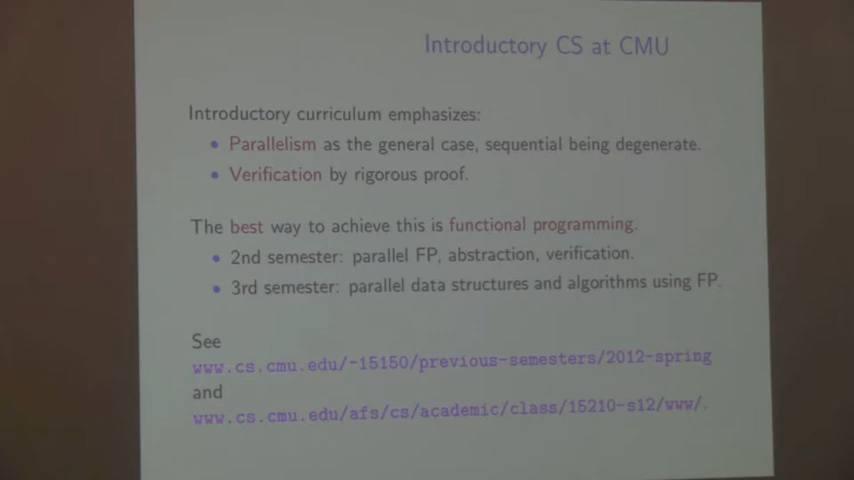 Introductory CS at CMU
Introductory curriculum emphasizes:
• Parallelism as the general case, sequential being degenerate.
• Verification by rigorous proof.
The best way to achieve this is functional programming.
• 2nd semester: parallel FP, abstraction, verification.
• 3rd semester: parallel data structures and algorithms using FP.
See
www.cs.cmu.edu/~15150/previous-semesters/2012-spring
and
www.cs.cmu.edu/afs/cs/academic/class/15210-s12/www/.